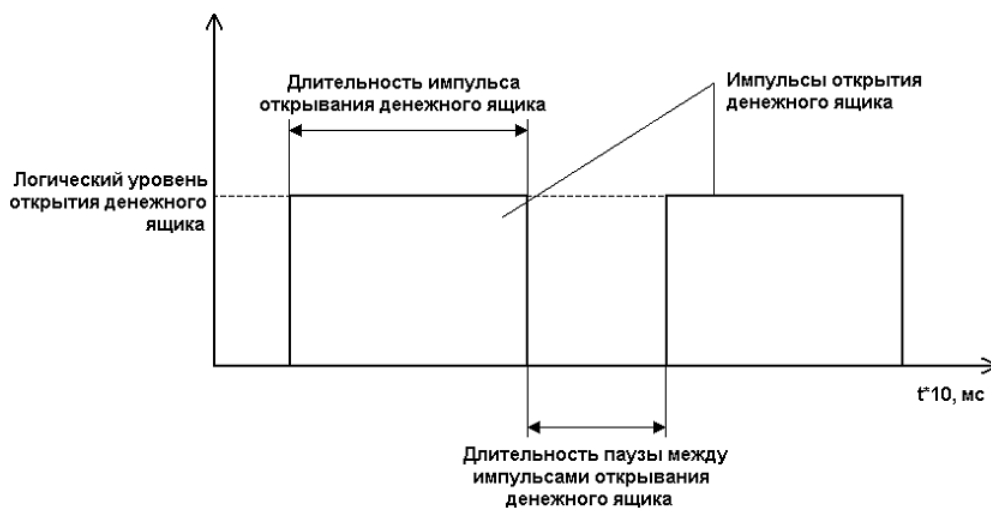 Длительность импульса
открывания денежного ящика
Импульсы открытия
денежного ящика
Логический уровень
открытия денежного
ящика
t*10, мс
Длительность паузы между
импульсами открывания
денежного ящика